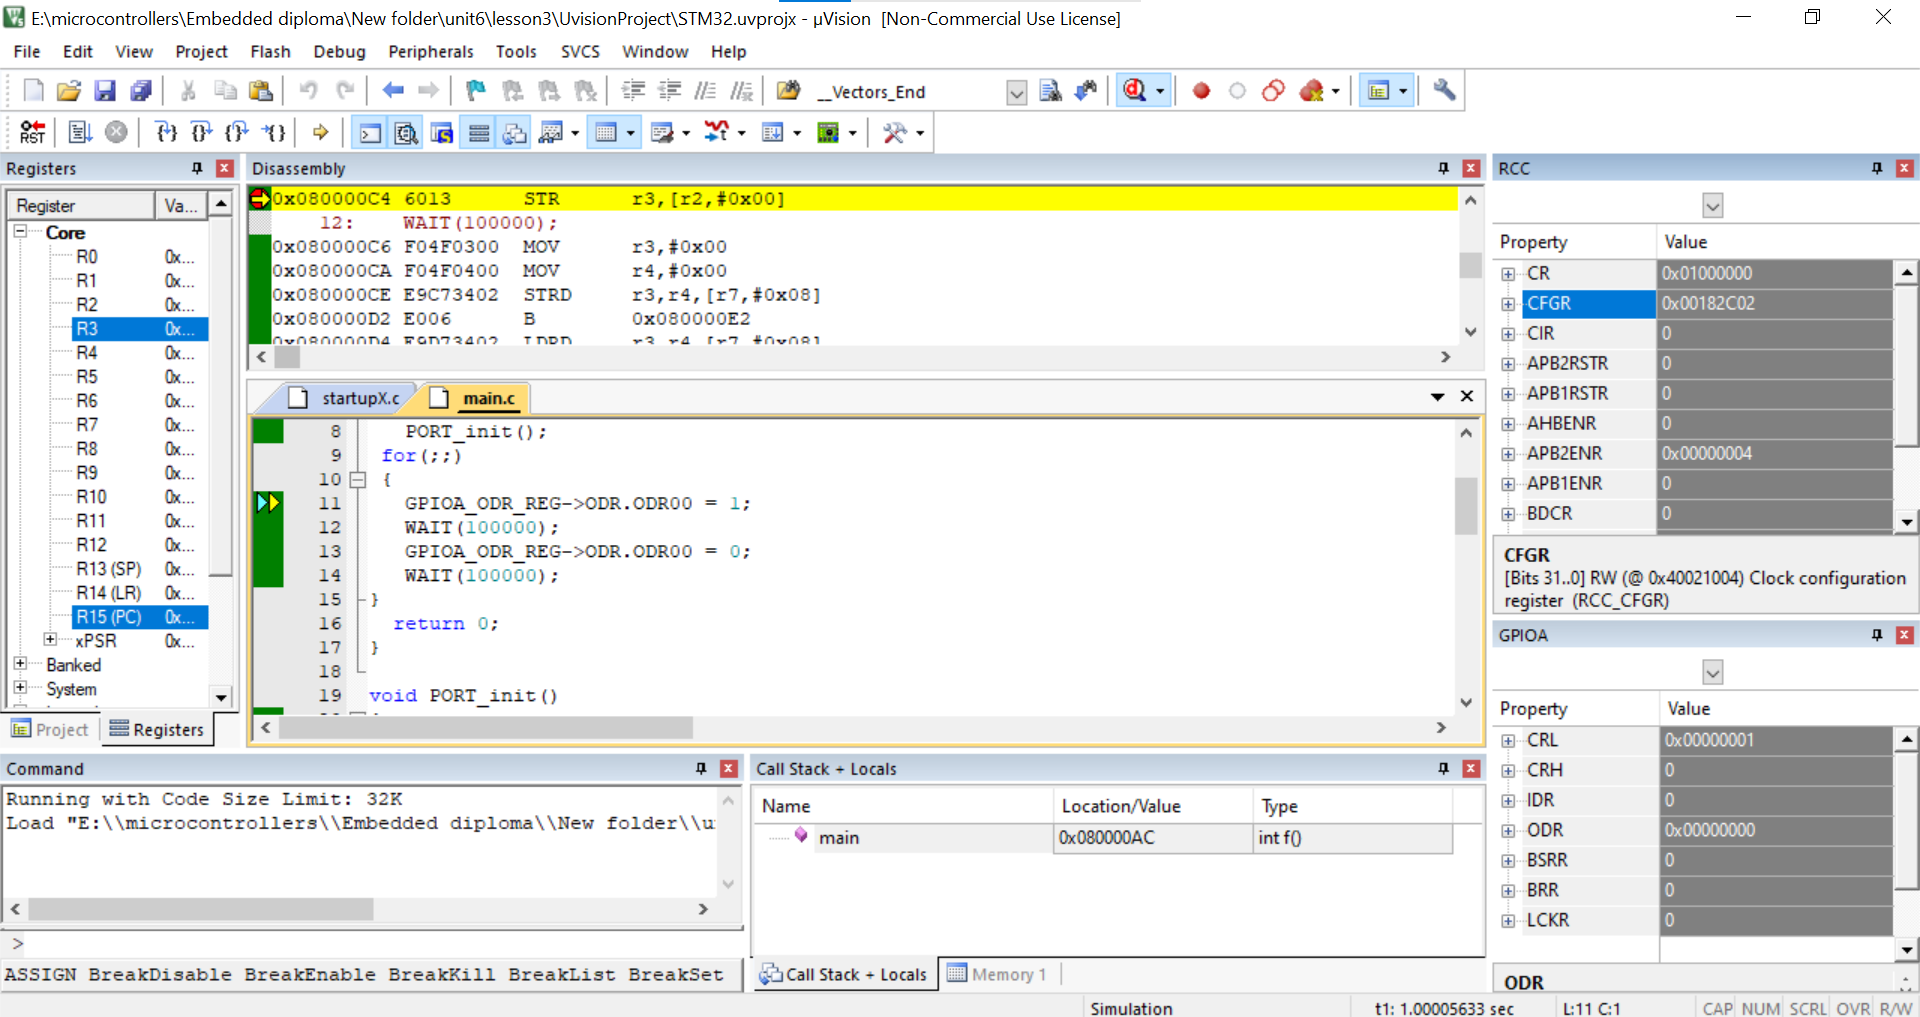 E:\microcontrollers\Embedded diploma\New folder\unit6\lesson3\UvisionProject\STM32.uvprojx - µVision  [Non-Commercial Use License]
File Edit View Project Flash Debug Peripherals Tools SVCS Window Help
__Vectors_End
RST
Registers
Register Va...
Core
R0 0x...
R1 0x...
R2 0x...
R3 0x...
R4 0x...
R5 0x...
R6 0x...
R7 0x...
R8 0x...
R9 0x...
R10 0x...
R11 0x...
R12 0x...
R13 (SP) 0x...
R14 (LR) 0x...
R15 (PC) 0x...
xPSR 0x...
Banked
System
Project Registers
Disassembly
0x080000C4 6013 STR r3,[r2,#0x00]
12: WAIT(100000);
0x080000C6 F04F0300 MOV r3,#0x00
0x080000CA F04F0400 MOV r4,#0x00
0x080000CE E9C73402 STRD r3,r4,[r7,#0x08]
0x080000D2 E006 B 0x080000E2
0x080000D4 E9D73402 LDRD r3,r4,[r7,#0x08]
startupX.c main.c
8 PORT_init();
9 for(;;)
10 {
11 GPIOA_ODR_REG->ODR.ODR00 = 1;
12 WAIT(100000);
13 GPIOA_ODR_REG->ODR.ODR00 = 0;
14 WAIT(100000);
15 }
16 return 0;
17 }
18
19 void PORT_init()
RCC
Property Value
CR 0x01000000
CFGR 0x00182C02
CIR 0
APB2RSTR 0
APB1RSTR 0
AHBENR 0
APB2ENR 0x00000004
APB1ENR 0
BDCR 0
CFGR
[Bits 31..0] RW (@ 0x40021004) Clock configuration
register (RCC_CFGR)
GPIOA
Property Value
CRL 0x00000001
CRH 0
IDR 0
ODR 0x00000000
BSRR 0
BRR 0
LCKR 0
ODR
Command
Running with Code Size Limit: 32K
Load "E:\\microcontrollers\\Embedded diploma\\New folder\\u
>
ASSIGN BreakDisable BreakEnable BreakKill BreakList BreakSet
Call Stack + Locals
Name Location/Value Type
main 0x080000AC int f()
Call Stack + Locals Memory 1
Simulation t1: 1.00005633 sec L:11 C:1 CAP NUM SCRL OVR R/W